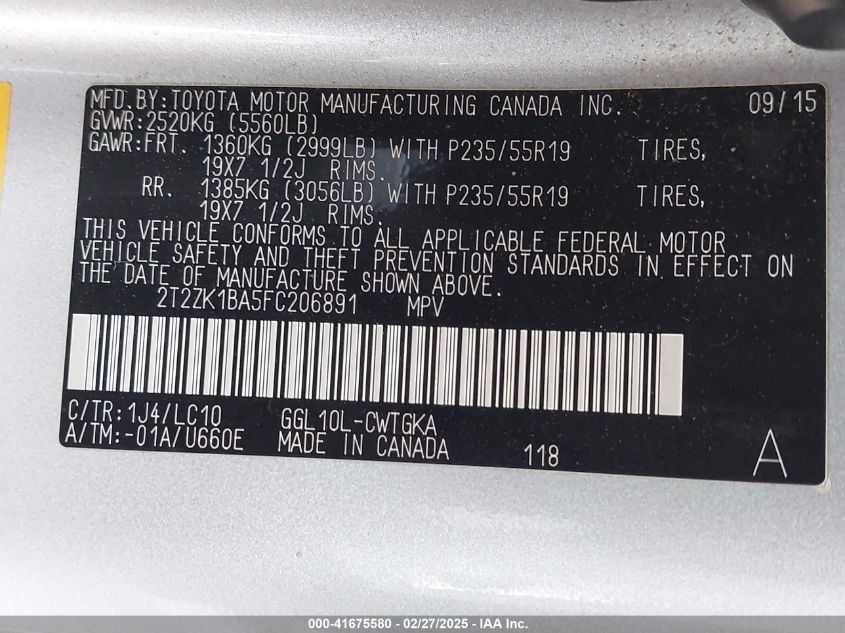 MFD.BY:TOYOTA MOTOR MANUFACTURING CANADA INC. 09/15
GVWR:2520KG (5560LB)
GAWR:FRT. 1360KG (2999LB) WITH P235/55R19 TIRES,
19X7 1/2J RIMS.
RR. 1385KG (3056LB) WITH P235/55R19 TIRES,
19X7 1/2J RIMS.
THIS VEHICLE CONFORMS TO ALL APPLICABLE FEDERAL MOTOR
VEHICLE SAFETY AND THEFT PREVENTION STANDARDS IN EFFECT ON
THE DATE OF MANUFACTURE SHOWN ABOVE.
2T2ZK1BA5FC206891 MPV
C/TR:1J4/LC10 GGL10L-CWTGKA
A/TM:-01A/U660E MADE IN CANADA 118 A
000-41675580 - 02/27/2025 - IAA Inc.